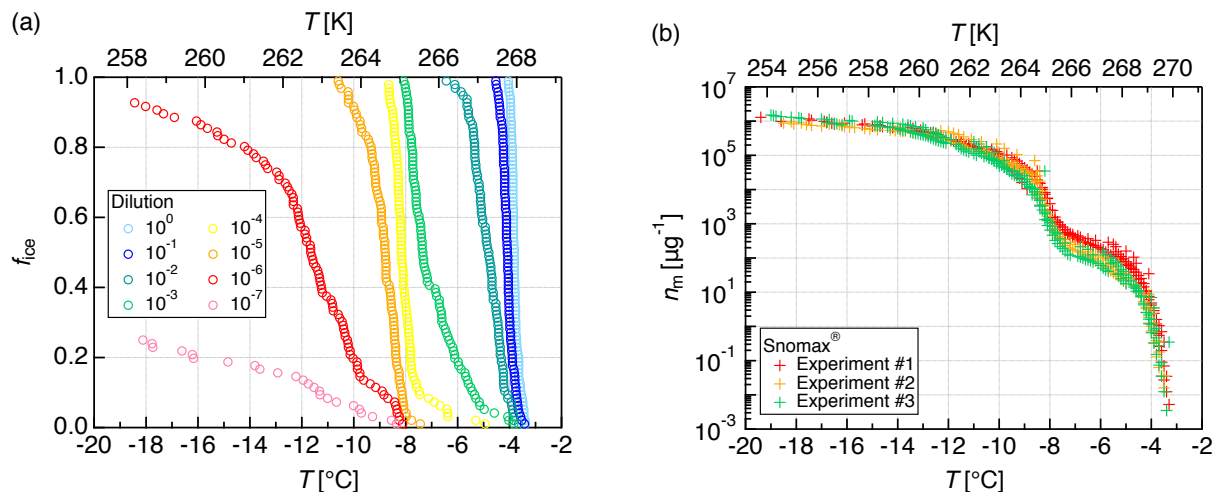 (a)
T [K]
258 260 262 264 266 268
1.0
0.8
0.6
0.4
0.2
0.0
f_ice
Dilution
10^0 10^-4
10^-1 10^-5
10^-2 10^-6
10^-3 10^-7
-20 -18 -16 -14 -12 -10 -8 -6 -4 -2
T [°C]
(b)
T [K]
254 256 258 260 262 264 266 268 270
10^7
10^5
10^3
10^1
10^-1
10^-3
n_m [µg^-1]
Snomax®
Experiment #1
Experiment #2
Experiment #3
-20 -18 -16 -14 -12 -10 -8 -6 -4 -2
T [°C]